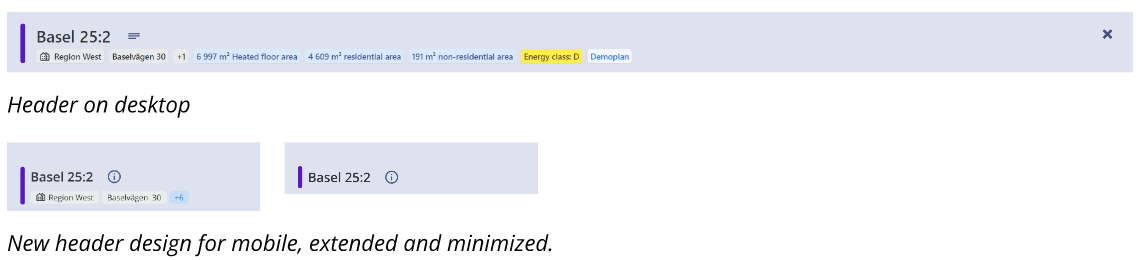 Basel 25:2
Region West Baselvägen 30 +1 6 997 m² Heated floor area 4 609 m² residential area 191 m² non-residential area Energy class: D Demoplan
Header on desktop
Basel 25:2
Region West Baselvägen 30 +6
Basel 25:2
New header design for mobile, extended and minimized.